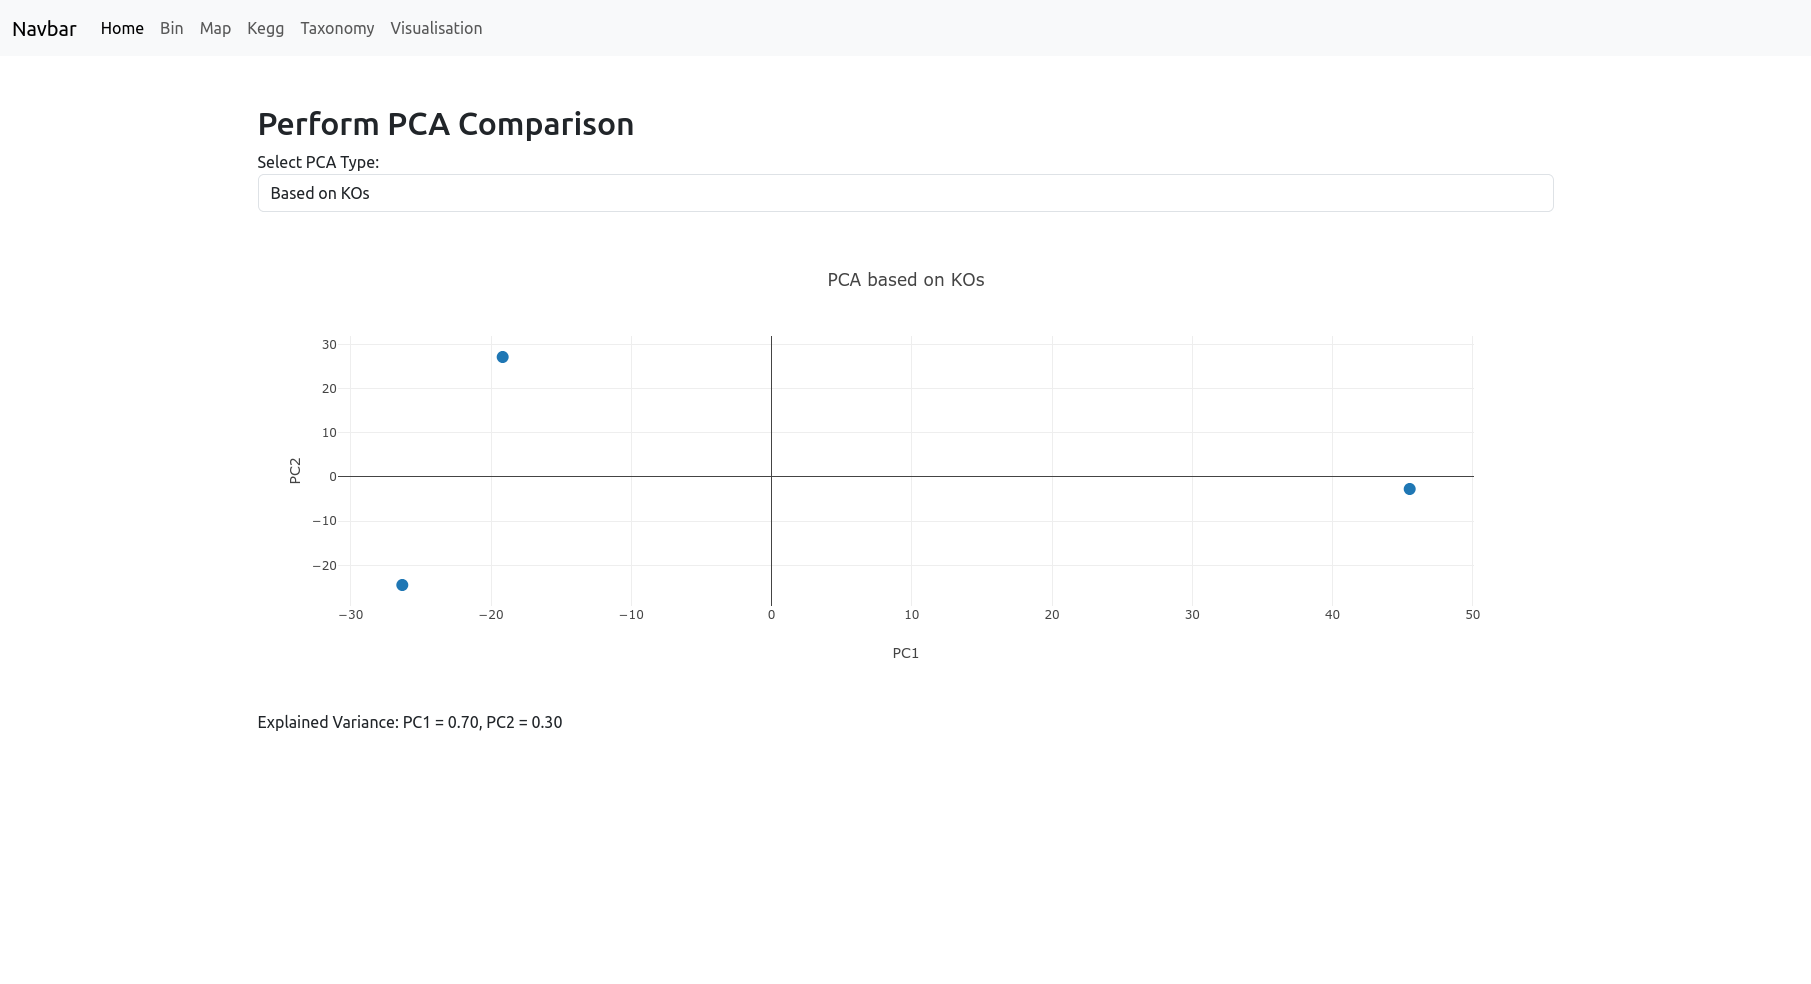 Navbar Home Bin Map Kegg Taxonomy Visualisation
Perform PCA Comparison
Select PCA Type:
Based on KOs
PCA based on KOs
30
20
10
0
−10
−20
PC2
−30 −20 −10 0 10 20 30 40 50
PC1
Explained Variance: PC1 = 0.70, PC2 = 0.30